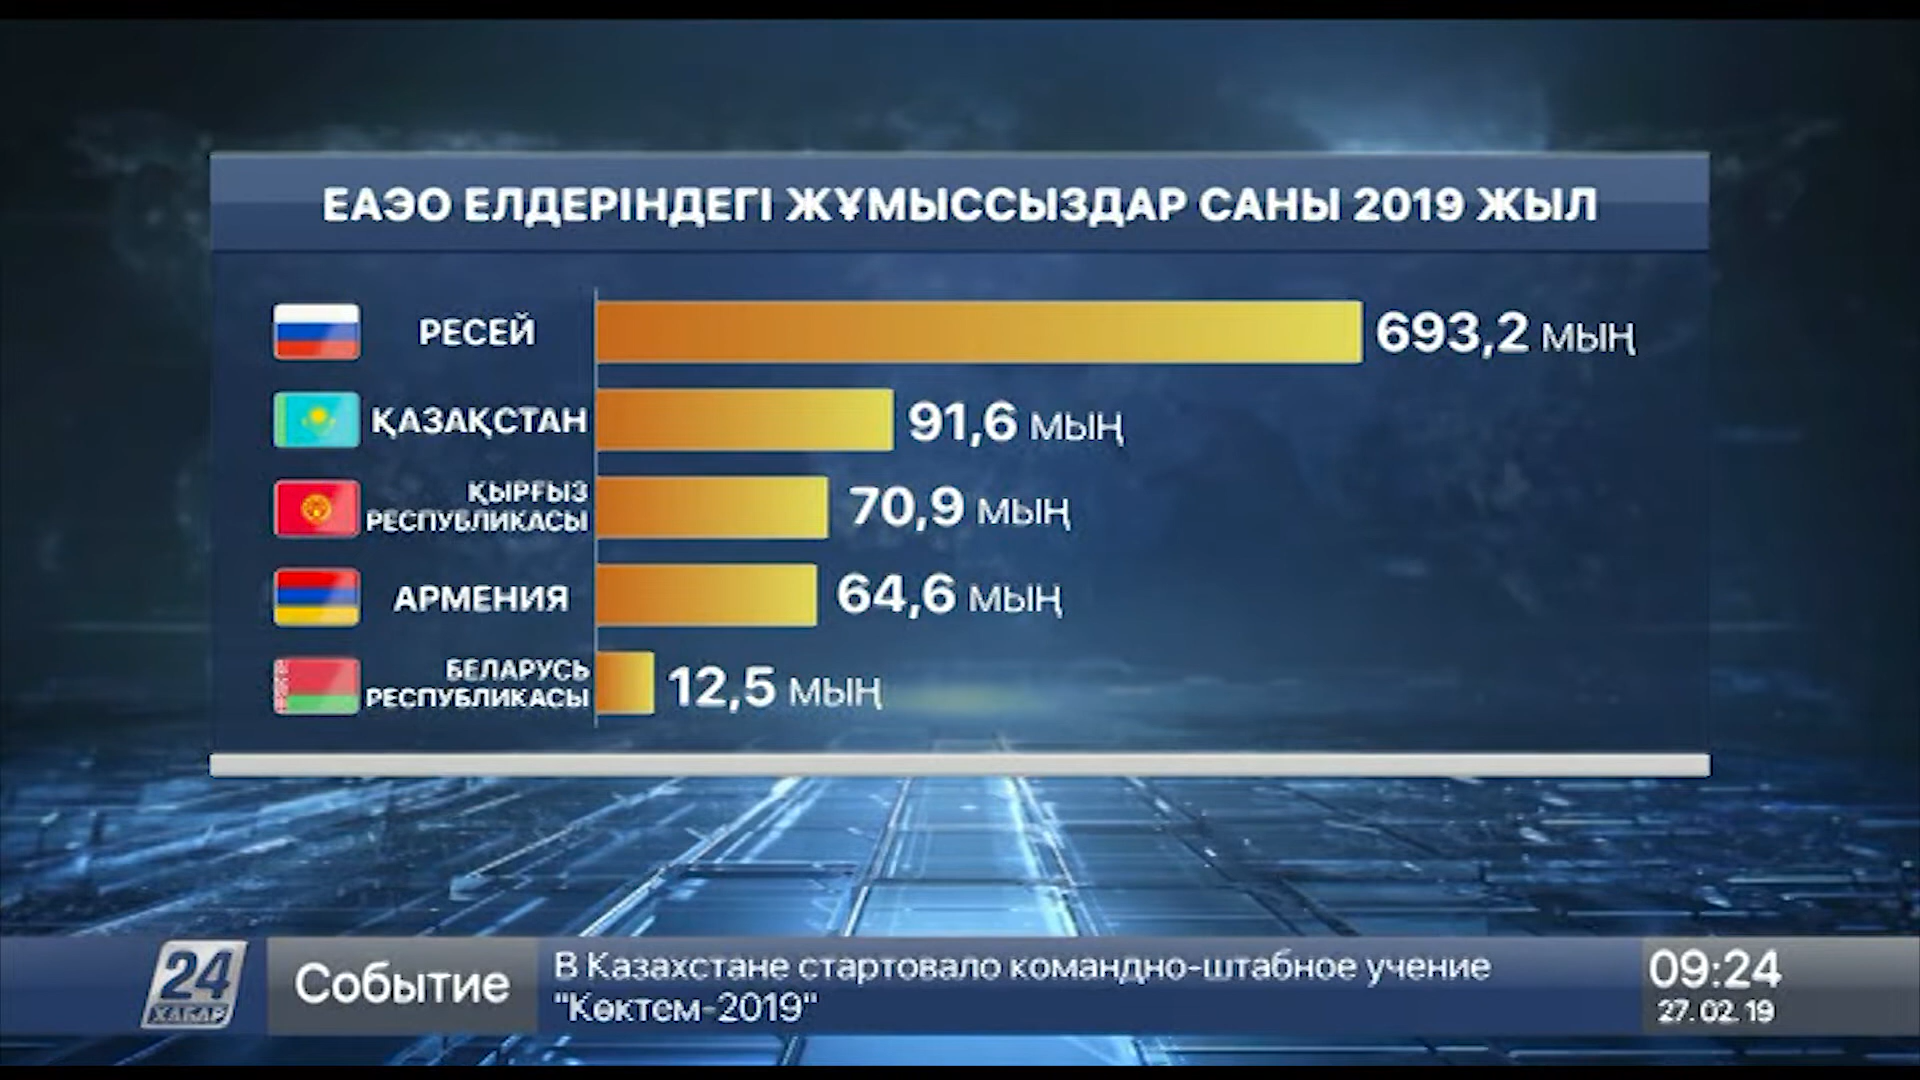 ЕАЭО ЕЛДЕРІНДЕГІ ЖҰМЫССЫЗДАР САНЫ 2019 ЖЫЛ
РЕСЕЙ 693,2 мың
ҚАЗАҚСТАН 91,6 мың
ҚЫРҒЫЗ
РЕСПУБЛИКАСЫ 70,9 мың
АРМЕНИЯ 64,6 мың
БЕЛАРУСЬ
РЕСПУБЛИКАСЫ 12,5 мың
24
ХАБАР
Событие
В Казахстане стартовало командно-штабное учение
"Көктем-2019"
09:24
27.02.19